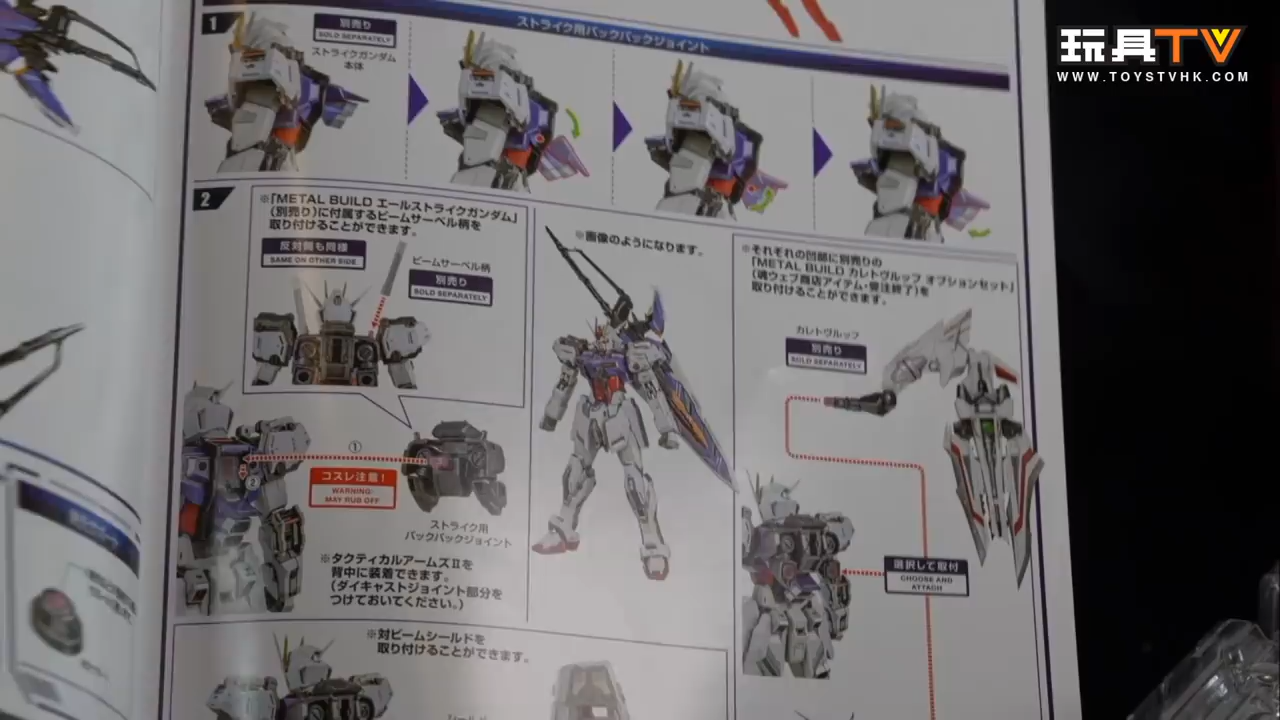 玩具TV
WWW.TOYSTVHK.COM
ストライク用バックパックジョイント
1
別売り
SOLD SEPARATELY
ストライクガンダム
本体
2
※「METAL BUILD エールストライクガンダム」
(別売り)に付属するビームサーベル柄を
取り付けることができます。
反対側も同様
SAME ON OTHER SIDE
ビームサーベル柄
別売り
SOLD SEPARATELY
①
②
コスレ注意!
WARNING:
MAY RUB OFF
ストライク用
バックパックジョイント
※タクティカルアームズⅡを
背中に装着できます。
(ダイキャストジョイント部分を
つけておいてください。)
※画像のようになります。
※それぞれの凹部に別売りの
「METAL BUILD カレトヴルッフ オプションセット」
(魂ウェブ商店アイテム・受注終了)を
取り付けることができます。
カレトヴルッフ
別売り
SOLD SEPARATELY
選択して取付
CHOOSE AND
ATTACH
※対ビームシールドを
取り付けることができます。